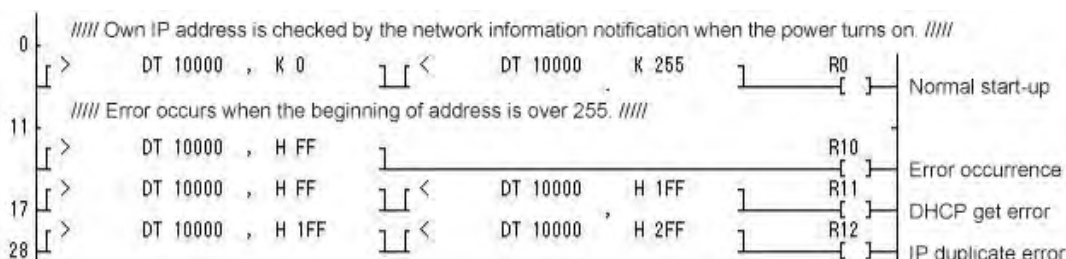 ///// Own IP address is checked by the network information notification when the power turns on. /////
0
> DT 10000 , K 0 < DT 10000 K 255 R0
Normal start-up
///// Error occurs when the beginning of address is over 255. /////
11
> DT 10000 , H FF R10
Error occurrence
> DT 10000 , H FF < DT 10000 , H 1FF R11
17
DHCP get error
> DT 10000 , H 1FF < DT 10000 H 2FF R12
28
IP duplicate error